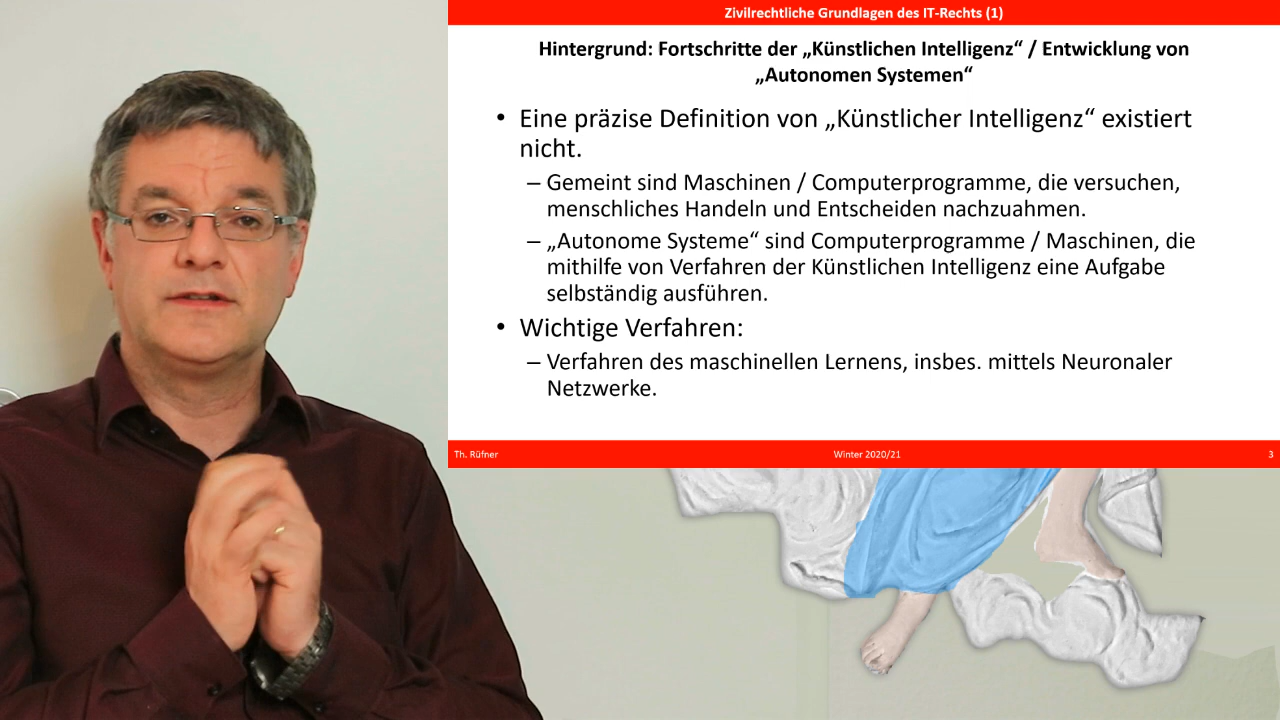 Zivilrechtliche Grundlagen des IT-Rechts (1)
Hintergrund: Fortschritte der „Künstlichen Intelligenz“ / Entwicklung von
„Autonomen Systemen“
• Eine präzise Definition von „Künstlicher Intelligenz“ existiert
nicht.
– Gemeint sind Maschinen / Computerprogramme, die versuchen,
menschliches Handeln und Entscheiden nachzuahmen.
– „Autonome Systeme“ sind Computerprogramme / Maschinen, die
mithilfe von Verfahren der Künstlichen Intelligenz eine Aufgabe
selbständig ausführen.
• Wichtige Verfahren:
– Verfahren des maschinellen Lernens, insbes. mittels Neuronaler
Netzwerke.
Th. Rüfner Winter 2020/21 3